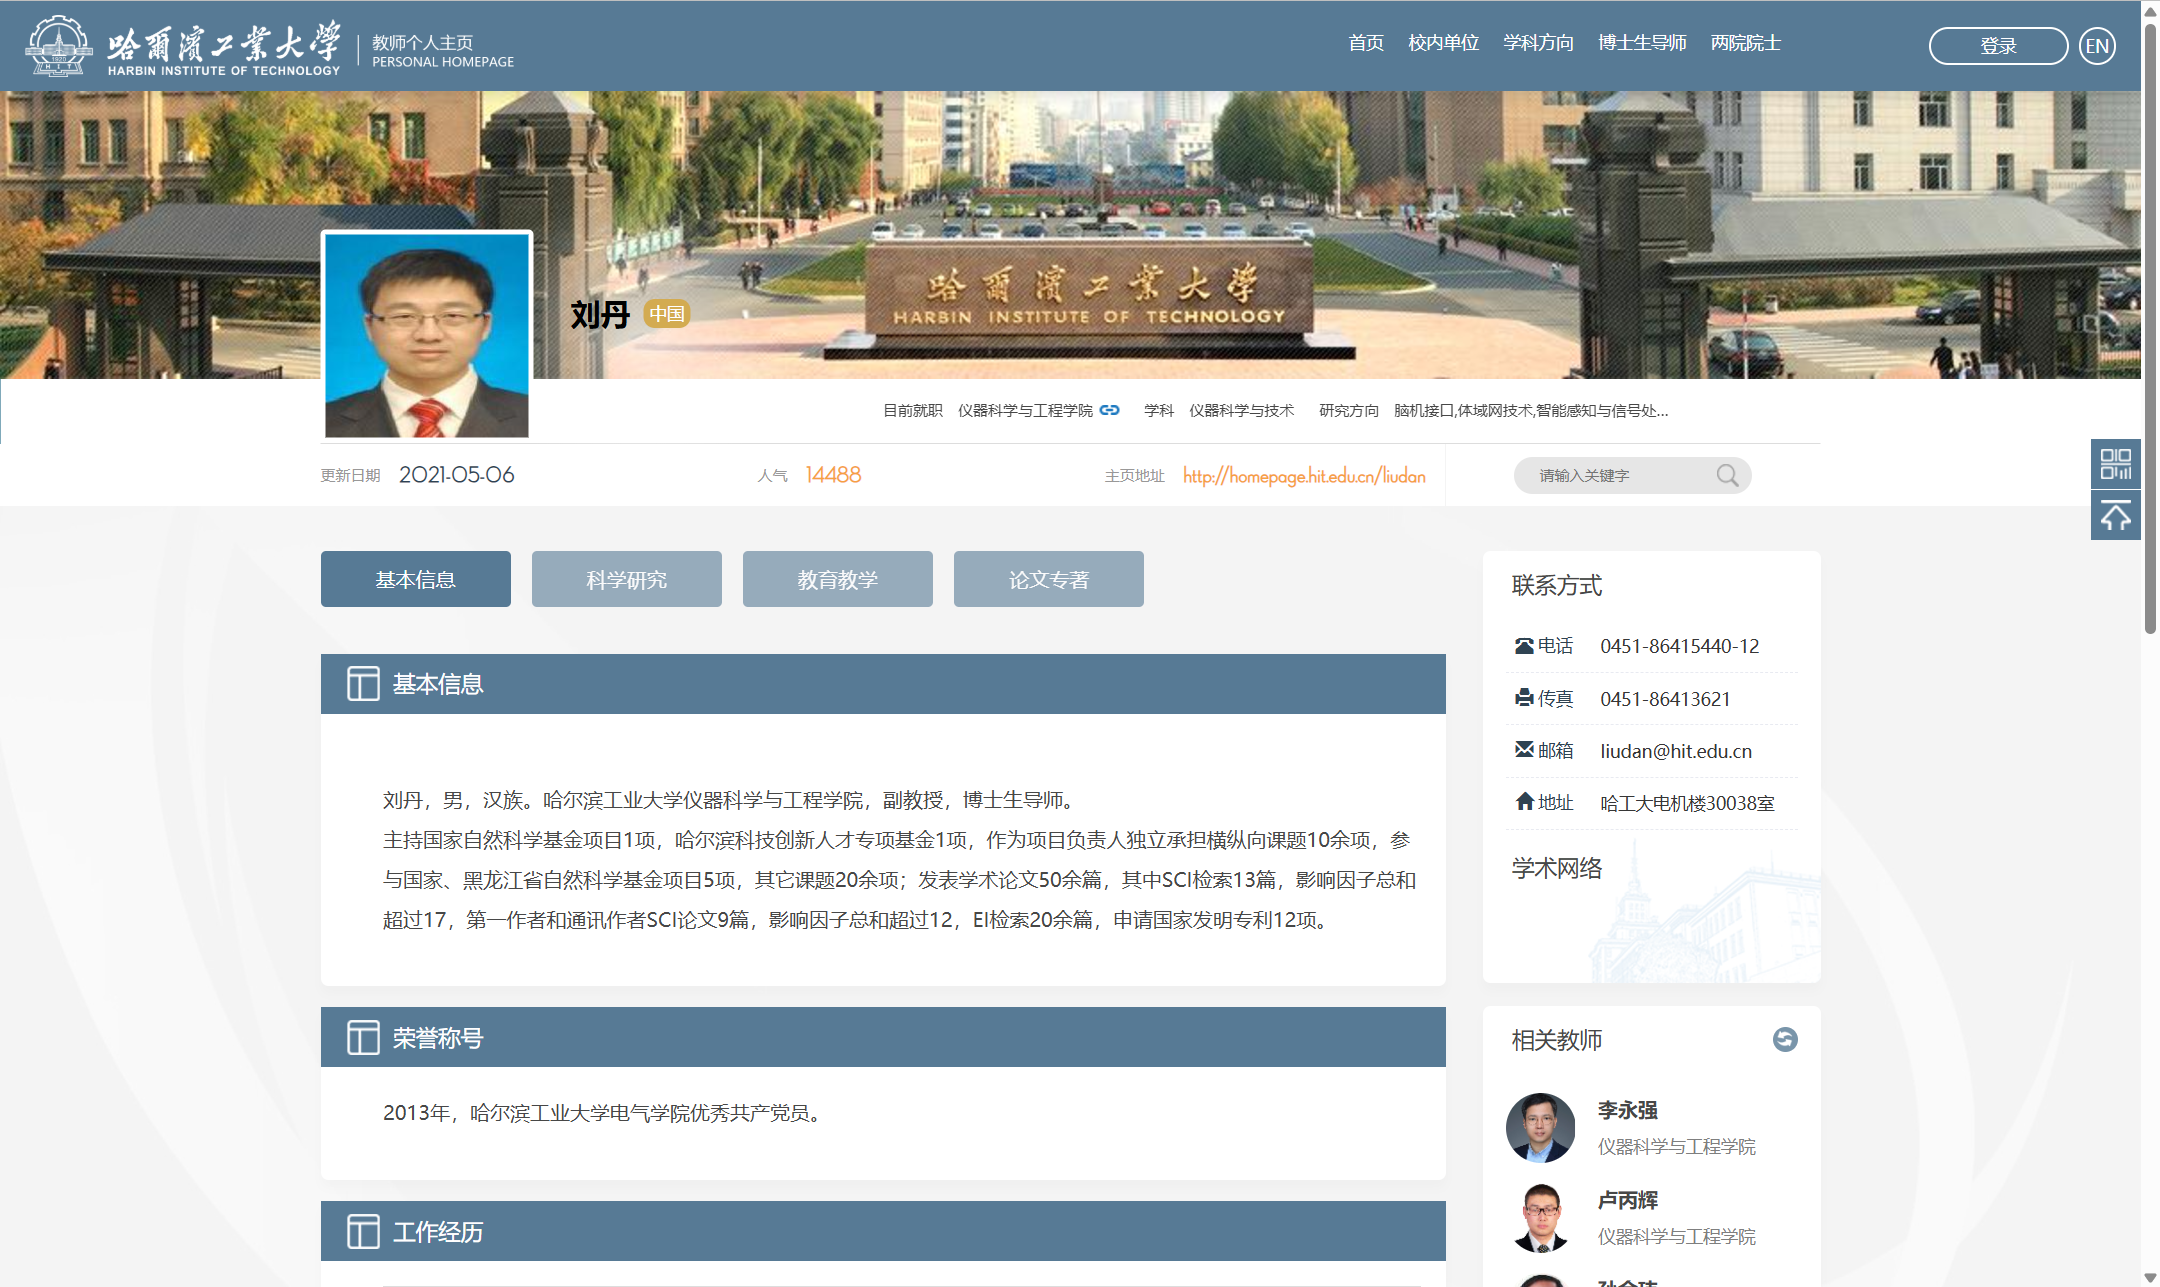 哈爾濱工業大學
HARBIN INSTITUTE OF TECHNOLOGY
教师个人主页
PERSONAL HOMEPAGE
首页 校内单位 学科方向 博士生导师 两院院士
登录 EN
哈爾濱工業大學
HARBIN INSTITUTE OF TECHNOLOGY
刘丹 中国
目前就职 仪器科学与工程学院 学科 仪器科学与技术 研究方向 脑机接口,体域网技术,智能感知与信号处...
更新日期 2021-05-06 人气 14488 主页地址 http://homepage.hit.edu.cn/liudan 请输入关键字
基本信息 科学研究 教育教学 论文专著
基本信息
刘丹，男，汉族。哈尔滨工业大学仪器科学与工程学院，副教授，博士生导师。
主持国家自然科学基金项目1项，哈尔滨科技创新人才专项基金1项，作为项目负责人独立承担横纵向课题10余项，参
与国家、黑龙江省自然科学基金项目5项，其它课题20余项；发表学术论文50余篇，其中SCI检索13篇，影响因子总和
超过17，第一作者和通讯作者SCI论文9篇，影响因子总和超过12，EI检索20余篇，申请国家发明专利12项。
荣誉称号
2013年，哈尔滨工业大学电气学院优秀共产党员。
工作经历
联系方式
电话 0451-86415440-12
传真 0451-86413621
邮箱 liudan@hit.edu.cn
地址 哈工大电机楼30038室
学术网络
相关教师
李永强
仪器科学与工程学院
卢丙辉
仪器科学与工程学院